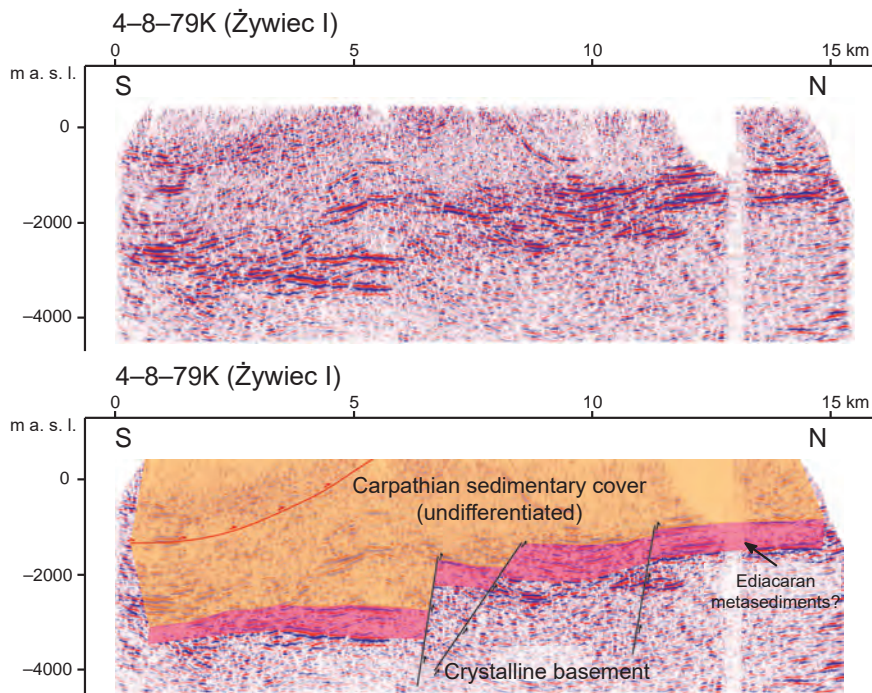 4–8–79K (Żywiec I)
0 5 10 15 km
m a. s. l.
S N
0
–2000
–4000
4–8–79K (Żywiec I)
0 5 10 15 km
m a. s. l.
S N
0
Carpathian sedimentary cover
(undifferentiated)
–2000
Ediacaran
metasediments?
–4000
Crystalline basement